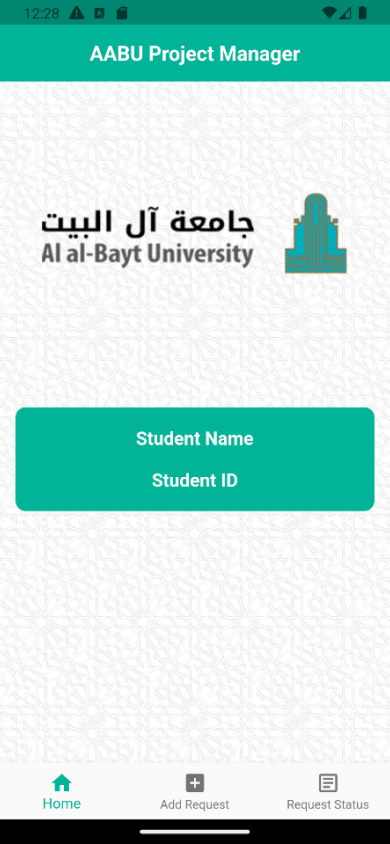 12:28
AABU Project Manager
جامعة آل البيت
Al al-Bayt University
Student Name
Student ID
Home
Add Request
Request Status